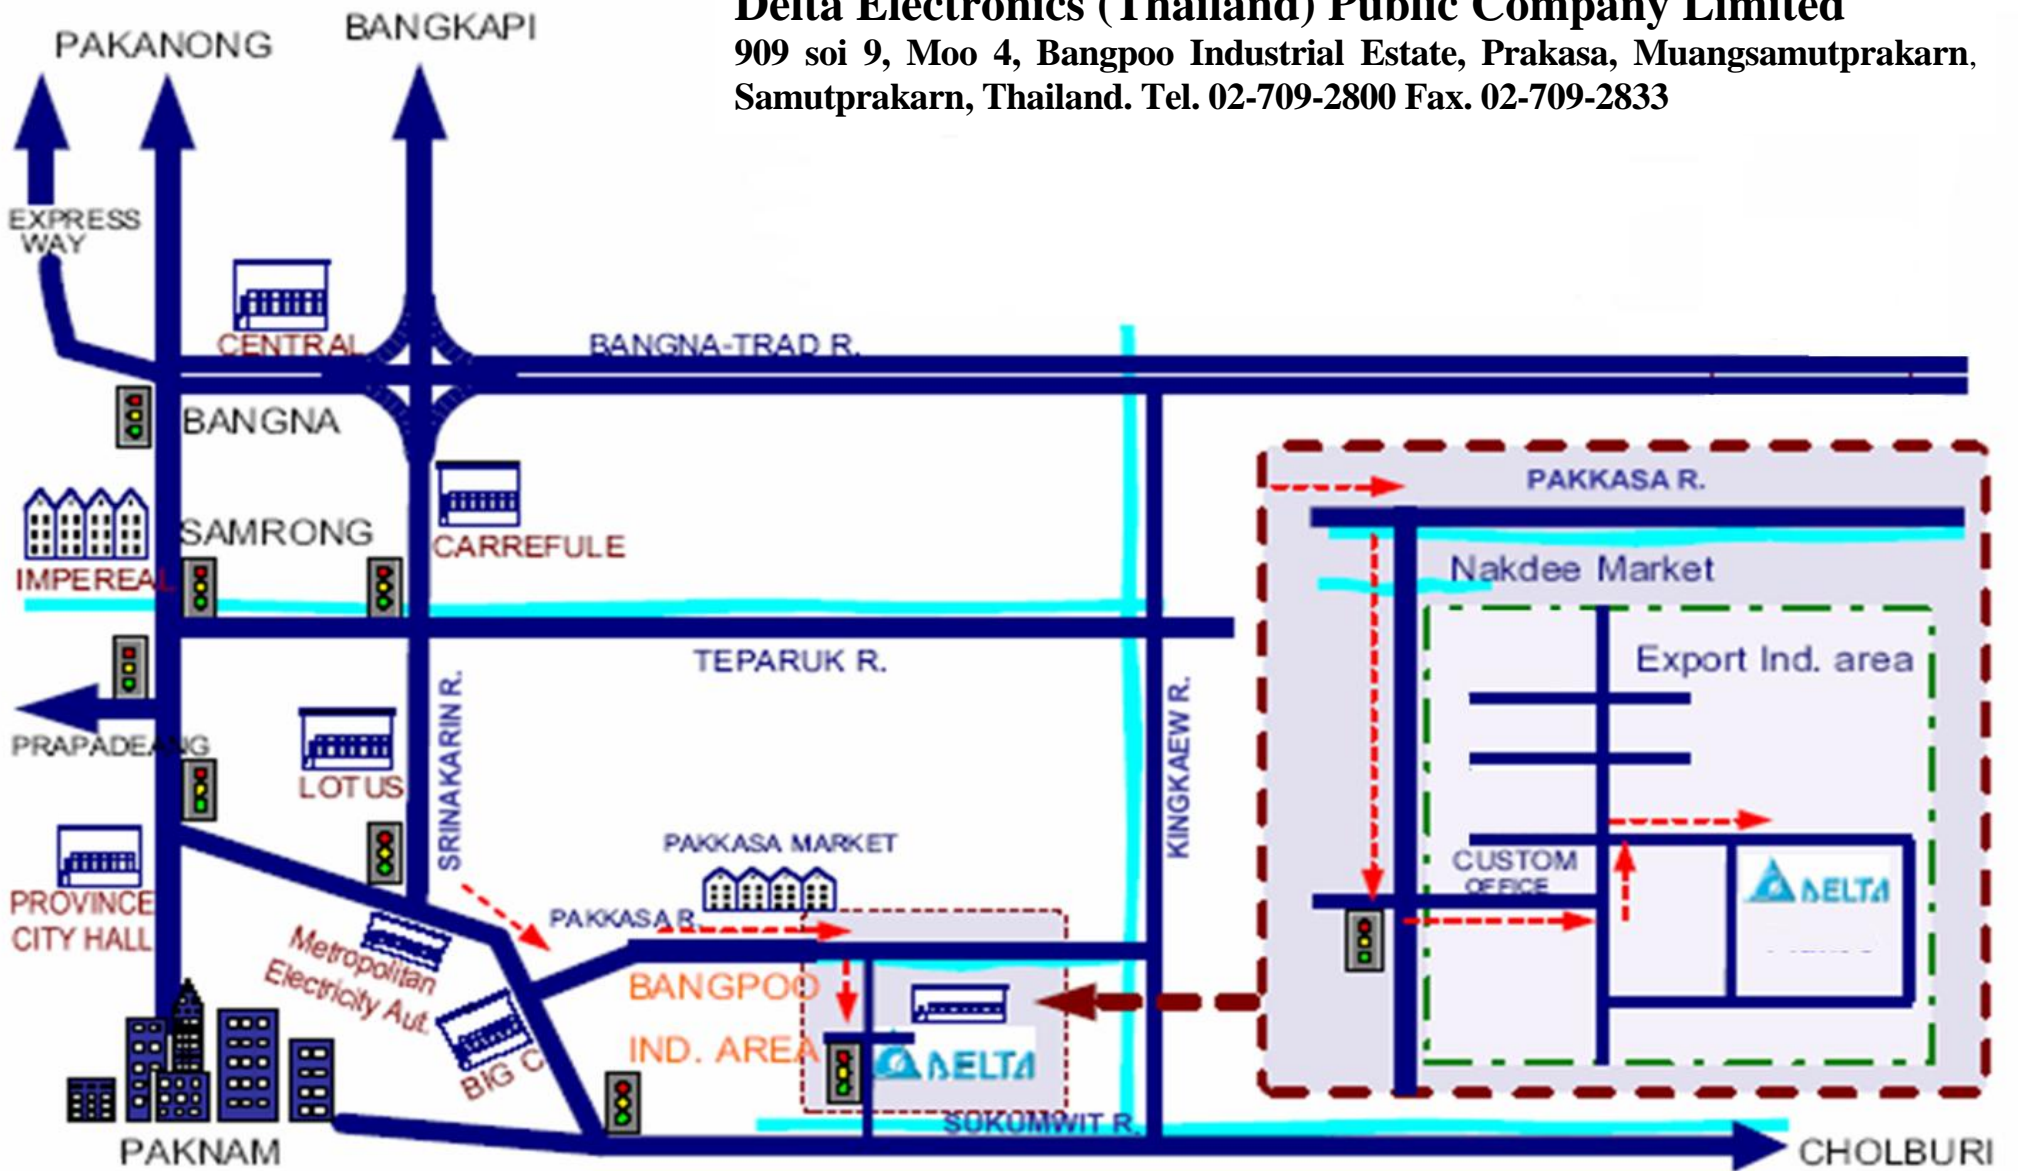 Delta Electronics (Thailand) Public Company Limited
909 soi 9, Moo 4, Bangpoo Industrial Estate, Prakasa, Muangsamutprakarn,
Samutprakarn, Thailand. Tel. 02-709-2800 Fax. 02-709-2833
PAKANONG
BANGKAPI
EXPRESS
WAY
CENTRAL
BANGNA-TRAD R.
BANGNA
IMPEREAL
SAMRONG
CARREFULE
TEPARUK R.
PRAPADEANG
LOTUS
SRINAKARIN R.
KINGKAEW R.
PROVINCE
CITY HALL
PAKKASA MARKET
PAKKASA R.
Metropolitan
Electricity Aut.
BIG C
BANGPOO
IND. AREA
DELTA
SUKUMWIT R.
PAKNAM
CHOLBURI
PAKKASA R.
Nakdee Market
Export Ind. area
CUSTOM
OFFICE
DELTA